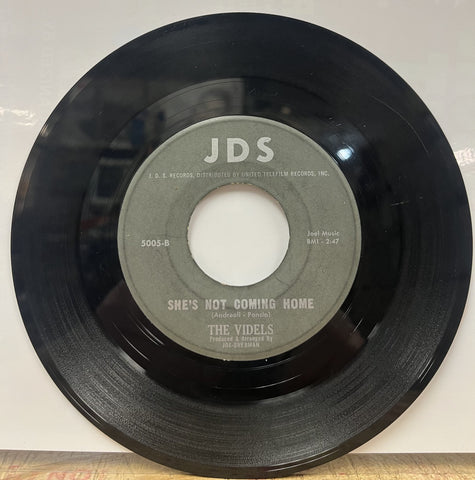 JDS
J. D. S. RECORDS, DISTRIBUTED BY UNITED TELEFILM RECORDS, INC.
5005-B
Joel Music
BMI - 2:47
SHE'S NOT COMING HOME
(Andreoli - Poncia)
THE VIDELS
Produced & Arranged By
JOE SHERMAN